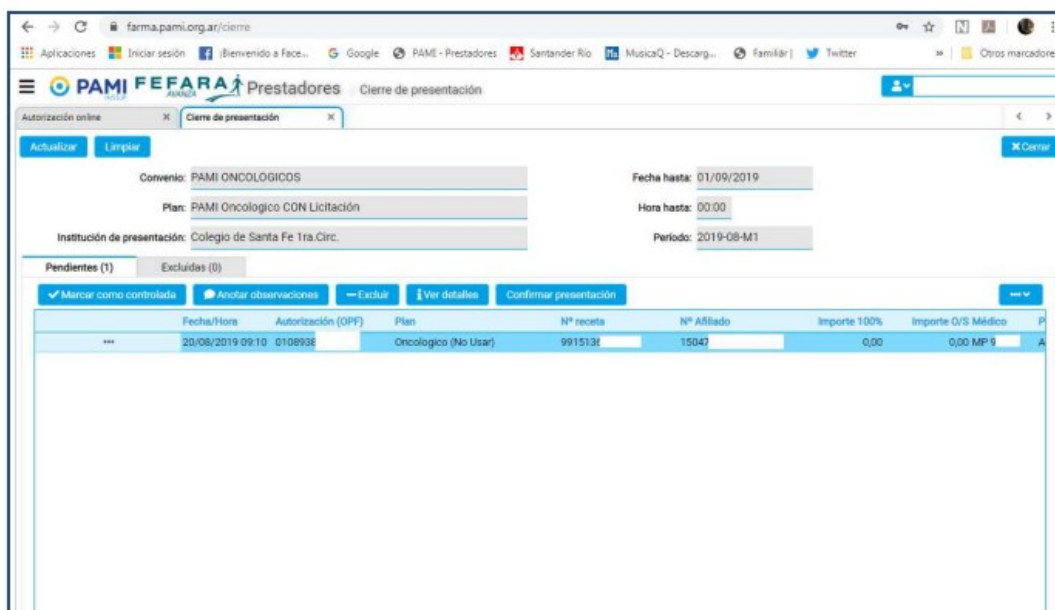 farma.pami.org.ar/cierre
Aplicaciones Iniciar sesión ¡Bienvenido a Face... Google PAMI - Prestadores Santander Río MusicaQ - Descarg... Familiar | Twitter » Otros marcadore
PAMI FEFARA AVANZA Prestadores Cierre de presentación
Autorización online × Cierre de presentación ×
Actualizar Limpiar Cerrar
Convenio: PAMI ONCOLOGICOS Fecha hasta: 01/09/2019
Plan: PAMI Oncologico CON Licitación Hora hasta: 00:00
Institución de presentación: Colegio de Santa Fe 1ra.Circ. Período: 2019-08-M1
Pendientes (1) Excluidas (0)
Marcar como controlada Anotar observaciones Excluir Ver detalles Confirmar presentación
Fecha/Hora Autorización (OPF) Plan Nº receta Nº Afiliado Importe 100% Importe O/S Médico P
20/08/2019 09:10 0108938 Oncologico (No Usar) 9915136 15047 0,00 0,00 MP 9 A